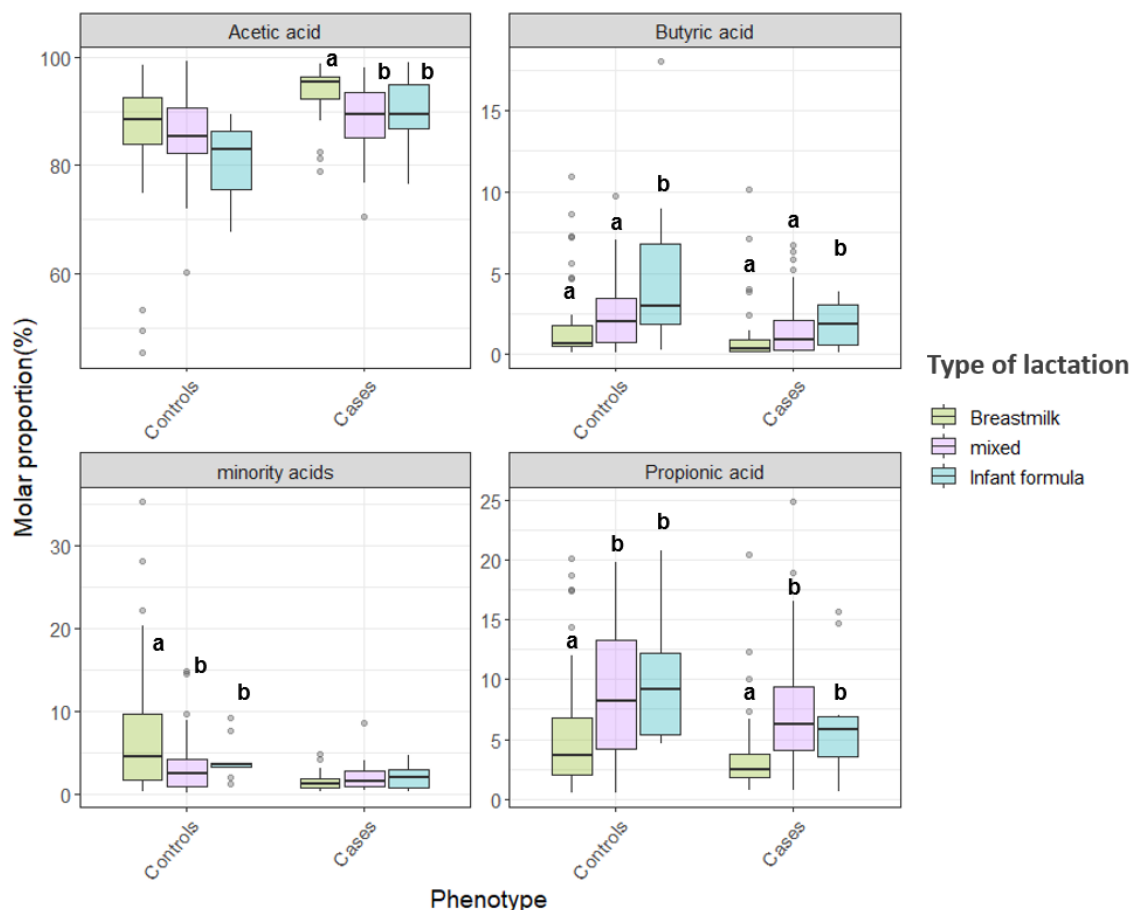 Acetic acid
Butyric acid
100
80
60
a
b
b
15
10
5
0
a
a
b
a
a
b
Controls
Cases
Controls
Cases
Molar proportion(%)
Type of lactation
Breastmilk
mixed
Infant formula
minority acids
Propionic acid
30
20
10
0
a
b
b
25
20
15
10
5
0
a
b
b
a
b
b
Controls
Cases
Controls
Cases
Phenotype